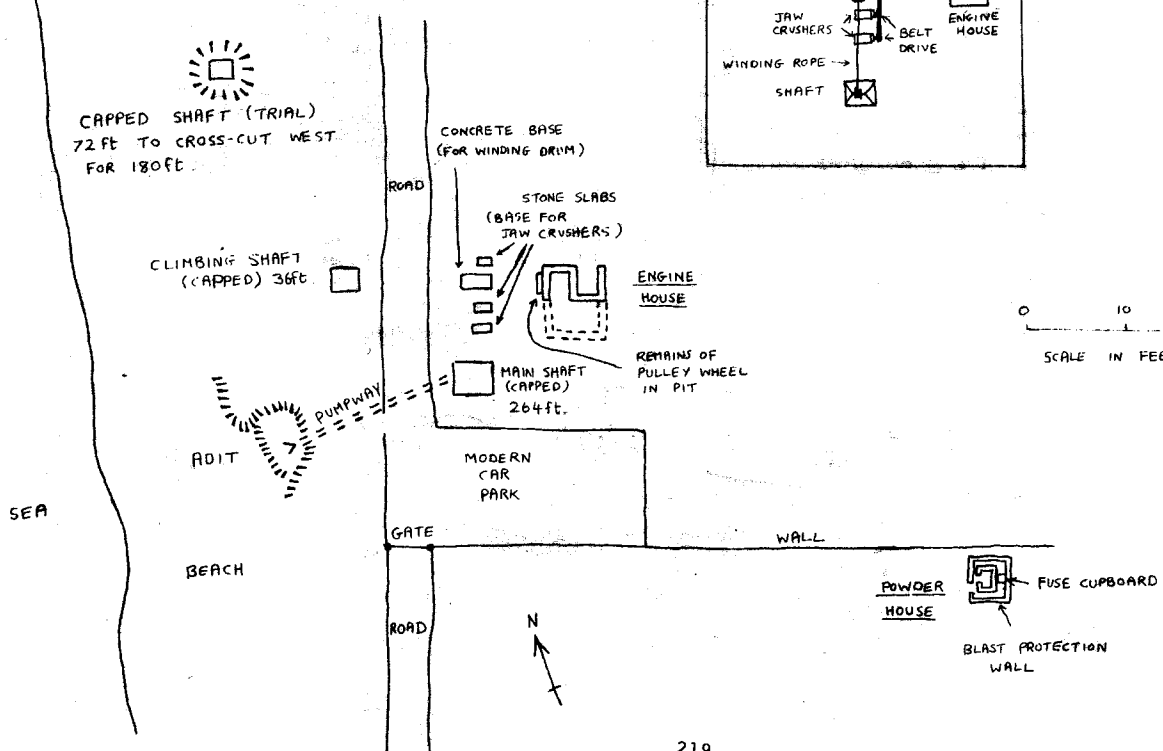 JAW
CRUSHERS
BELT
DRIVE
ENGINE
HOUSE
WINDING ROPE
SHAFT
CAPPED SHAFT (TRIAL)
72ft TO CROSS-CUT WEST
FOR 180ft.
CONCRETE BASE
(FOR WINDING DRUM)
ROAD
STONE SLABS
(BASE FOR
JAW CRUSHERS)
CLIMBING SHAFT
(CAPPED) 36ft.
ENGINE
HOUSE
0 10
SCALE IN FEE
REMAINS OF
PULLEY WHEEL
IN PIT
MAIN SHAFT
(CAPPED)
264ft.
PUMPWAY
ADIT
MODERN
CAR
PARK
SEA
GATE
WALL
BEACH
POWDER
HOUSE
FUSE CUPBOARD
BLAST PROTECTION
WALL
ROAD
N
219